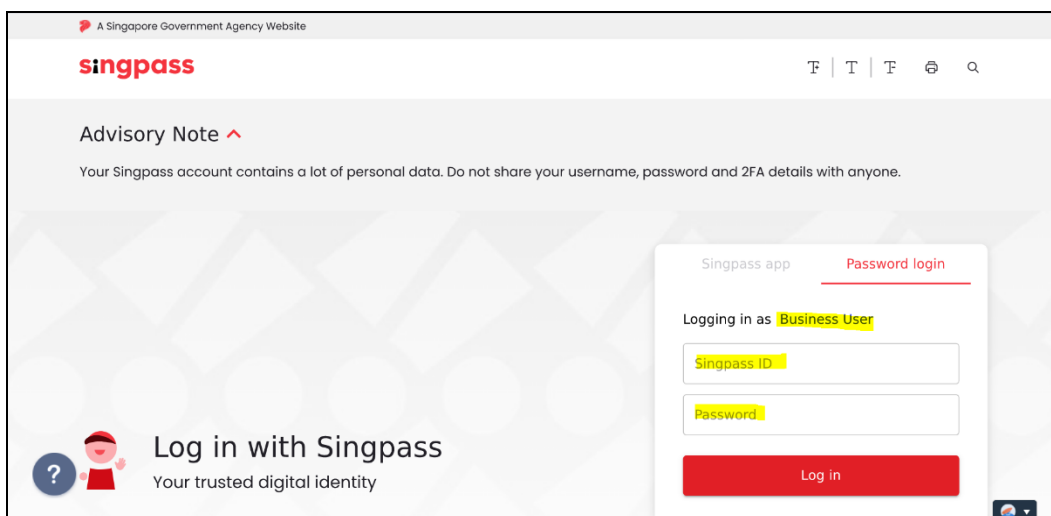 A Singapore Government Agency Website
singpass
Advisory Note
Your Singpass account contains a lot of personal data. Do not share your username, password and 2FA details with anyone.
Singpass app
Password login
Logging in as Business User
Singpass ID
Password
Log in
Log in with Singpass
Your trusted digital identity
?